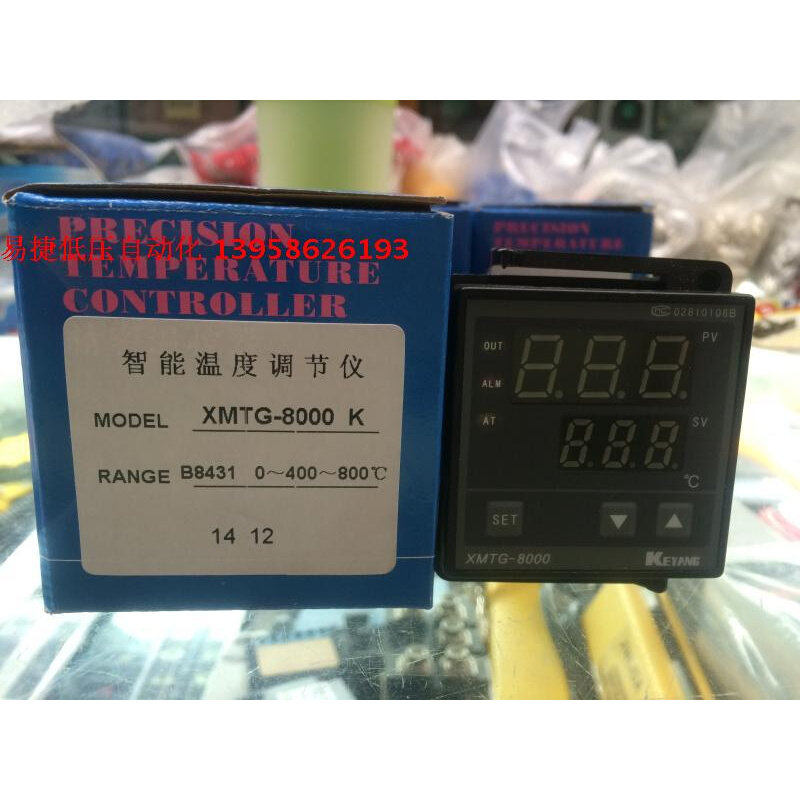 PRECISION
TEMPERATURE
CONTROLLER
易捷低压自动化 13958626193
智能温度调节仪
MODEL XMTG-8000 K
RANGE B8431 0～400～800℃
14 12
PRECISION
TEMPERATURE
MC 02810106B
PV
OUT
ALM
AT
SV
℃
SET
XMTG-8000
KEYANG